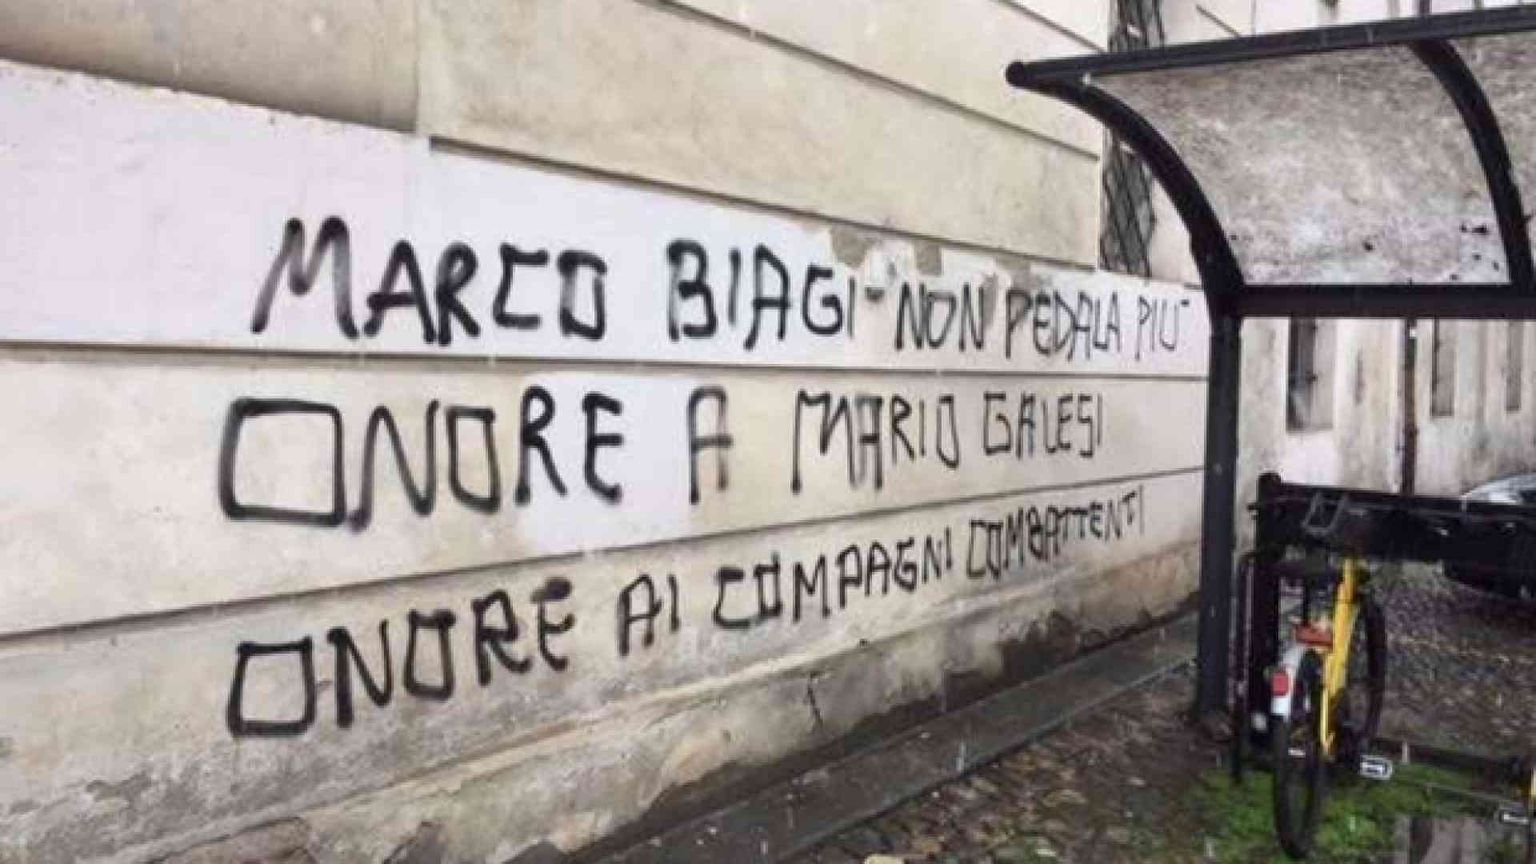 MARCO BIAGI - NON PEDALA PIU'
ONORE A MARIO GALESI
ONORE AI COMPAGNI COMBATTENTI